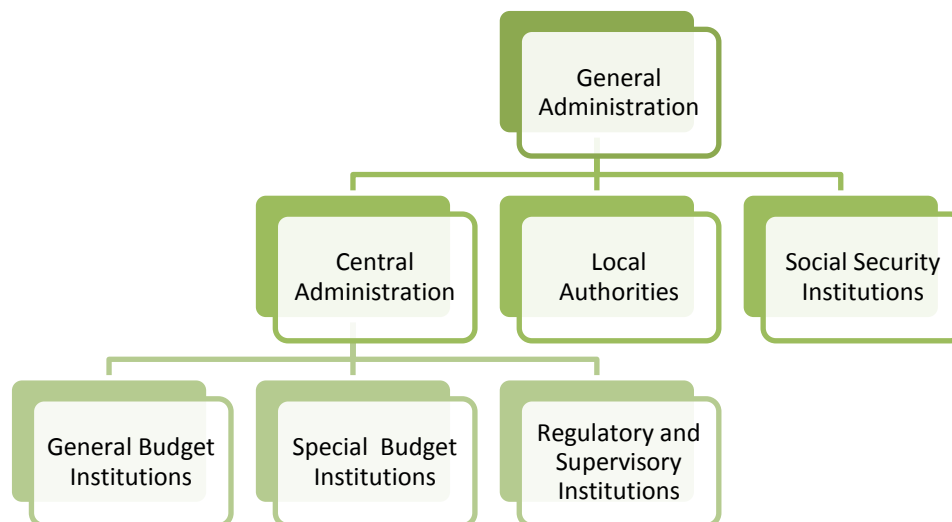 General
Administration
Central
Administration
Local
Authorities
Social Security
Institutions
General Budget
Institutions
Special  Budget
Institutions
Regulatory and
Supervisory
Institutions